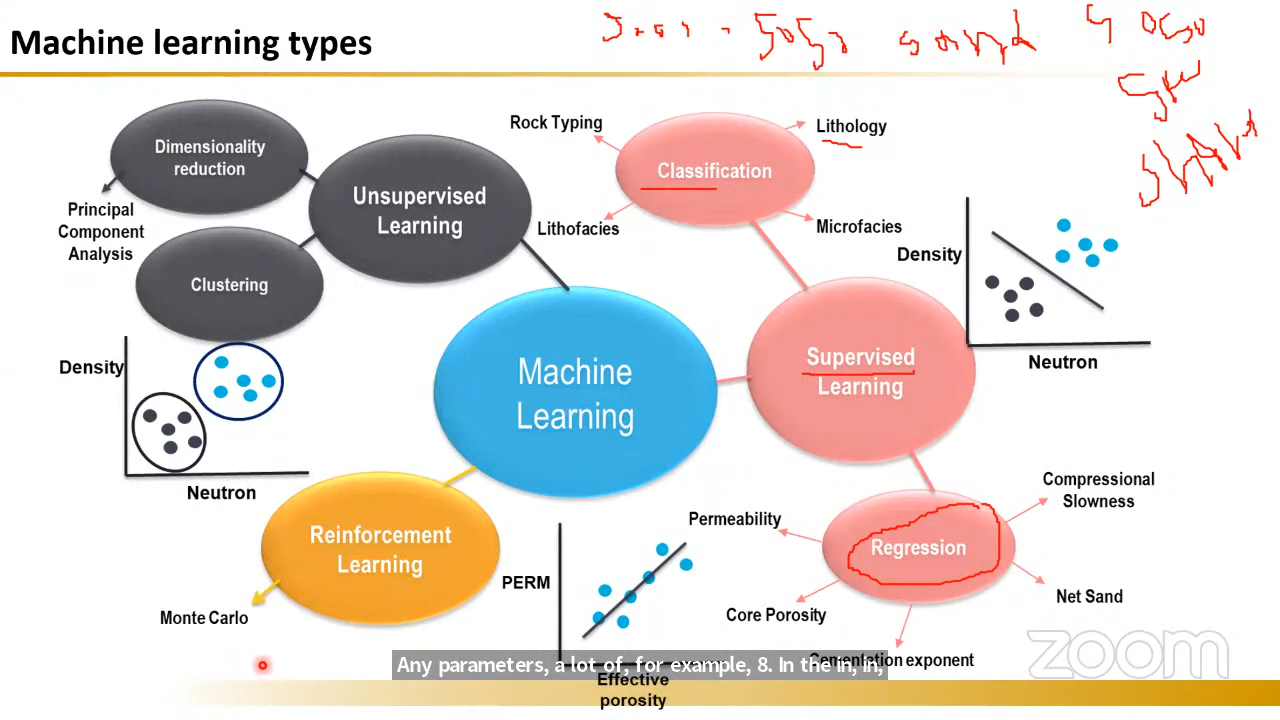 Machine learning types
sand
Dimensionality
reduction
Principal
Component
Analysis
Clustering
Unsupervised
Learning
Rock Typing
Classification
Lithology
Lithofacies
Microfacies
Density
Neutron
Machine
Learning
Supervised
Learning
Density
Neutron
Reinforcement
Learning
Monte Carlo
PERM
Effective
porosity
Permeability
Regression
Compressional
Slowness
Net Sand
Core Porosity
Cementation exponent
Any parameters, a lot of, for example, 8. In the in, in,
zoom